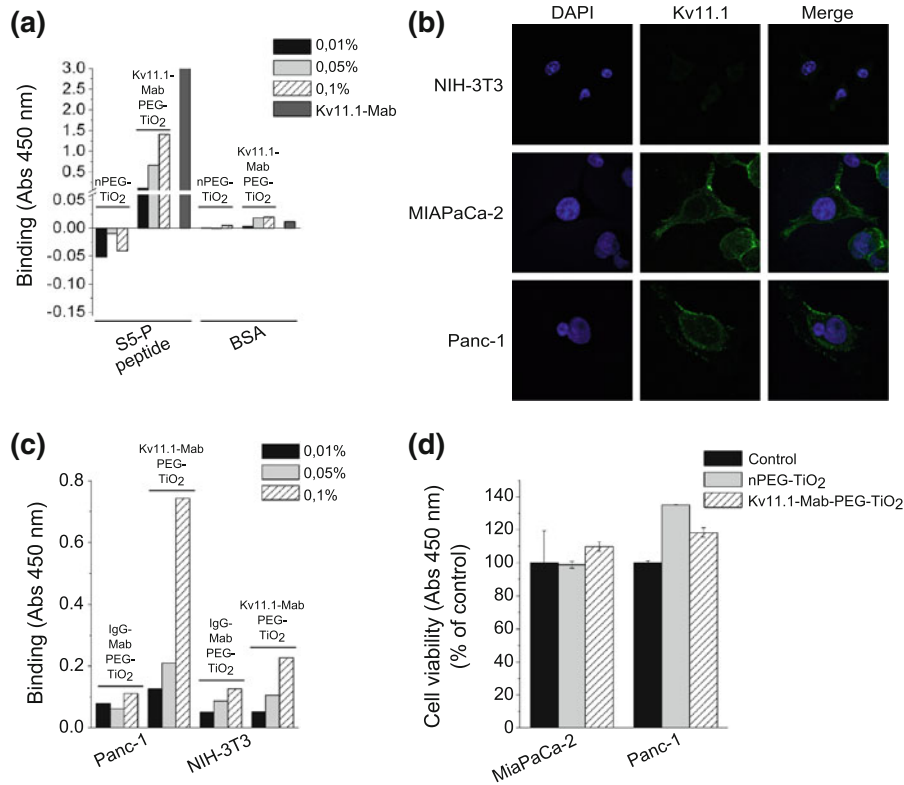 (a)
0,01%
0,05%
0,1%
Kv11.1-Mab
Binding (Abs 450 nm)
3.0
2.5
2.0
1.5
1.0
0.5
0.05
0.00
-0.05
-0.10
-0.15
nPEG-
TiO2
Kv11.1-
Mab
PEG-
TiO2
nPEG-
TiO2
Kv11.1-
Mab
PEG-
TiO2
S5-P
peptide
BSA
(b)
DAPI
Kv11.1
Merge
NIH-3T3
MIAPaCa-2
Panc-1
(c)
0,01%
0,05%
0,1%
Binding (Abs 450 nm)
0.8
0.6
0.4
0.2
0.0
IgG-
Mab
PEG-
TiO2
Kv11.1-Mab
PEG-
TiO2
IgG-
Mab
PEG-
TiO2
Kv11.1-Mab
PEG-
TiO2
Panc-1
NIH-3T3
(d)
Control
nPEG-TiO2
Kv11.1-Mab-PEG-TiO2
Cell viability (Abs 450 nm)
(% of control)
140
120
100
80
60
40
20
0
MiaPaCa-2
Panc-1